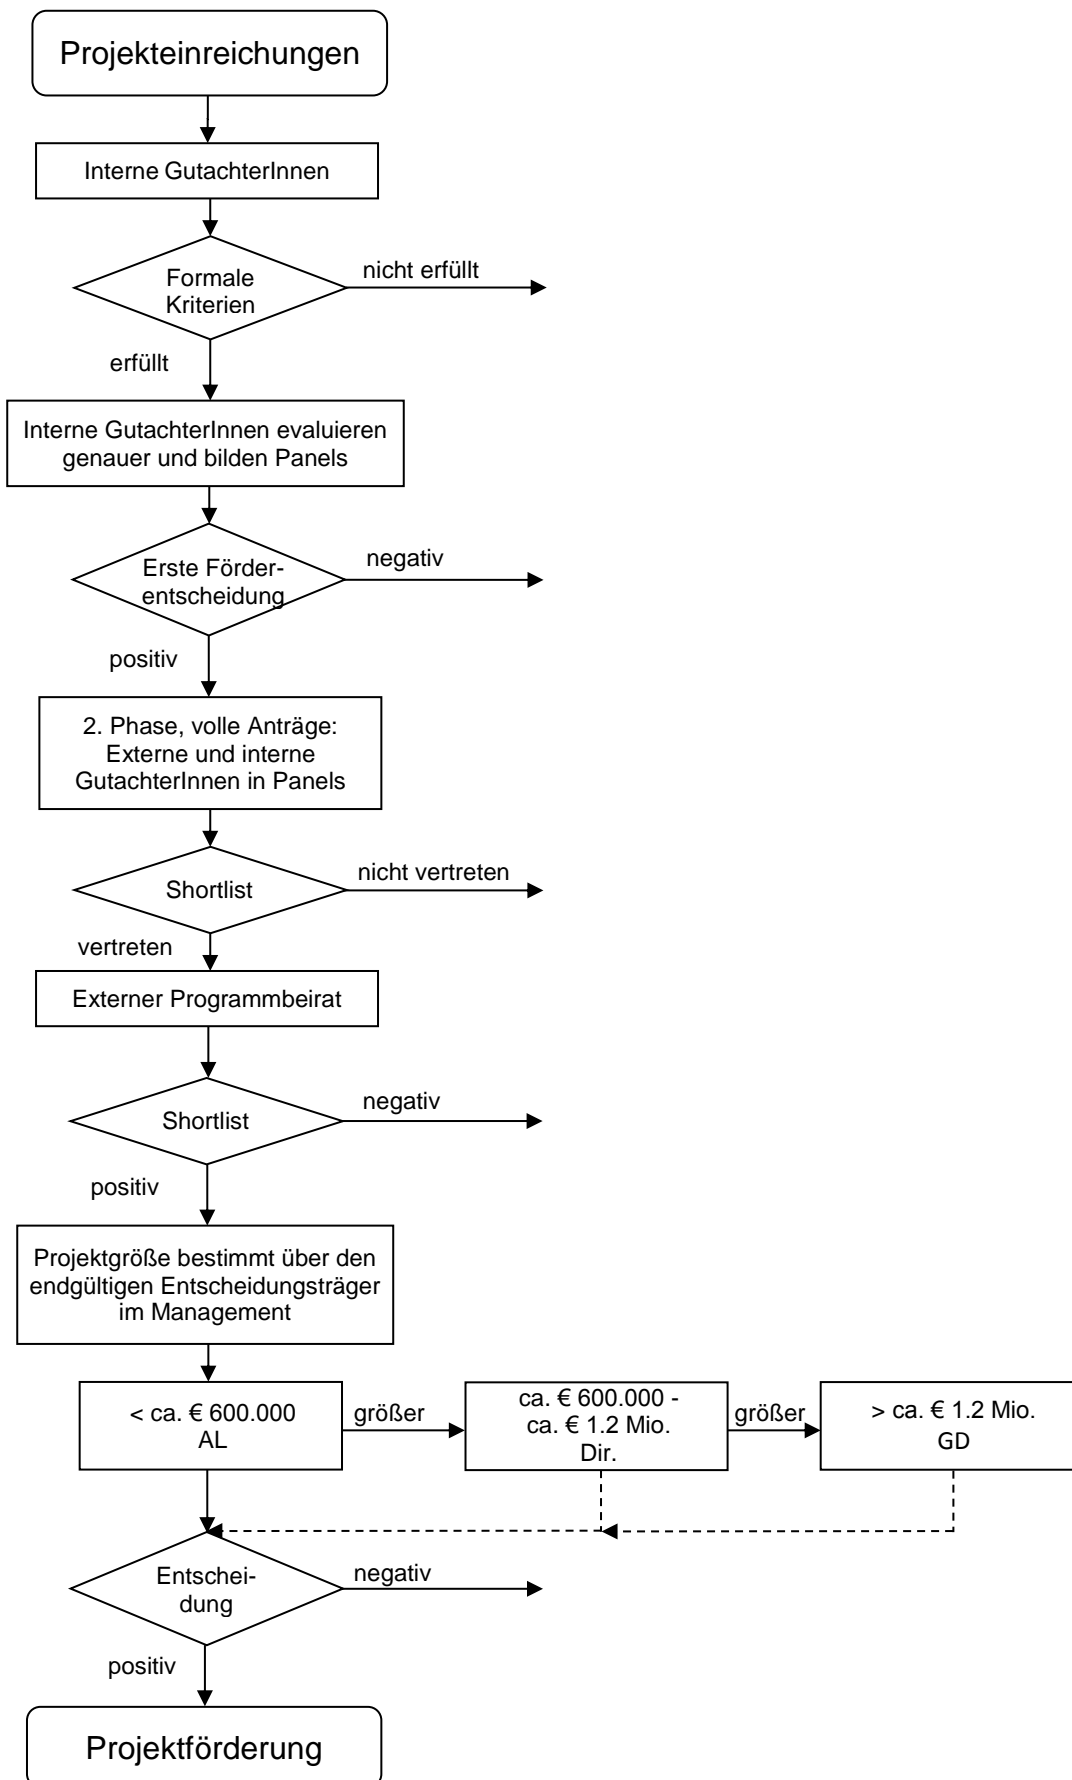 Projekteinreichungen
Interne GutachterInnen
Formale
Kriterien
nicht erfüllt
erfüllt
Interne GutachterInnen evaluieren
genauer und bilden Panels
Erste Förder-
entscheidung
negativ
positiv
2. Phase, volle Anträge:
Externe und interne
GutachterInnen in Panels
Shortlist
nicht vertreten
vertreten
Externer Programmbeirat
Shortlist
negativ
positiv
Projektgröße bestimmt über den
endgültigen Entscheidungsträger
im Management
< ca. € 600.000
AL
größer
ca. € 600.000 -
ca. € 1.2 Mio.
Dir.
größer
> ca. € 1.2 Mio.
GD
Entschei-
dung
negativ
positiv
Projektförderung